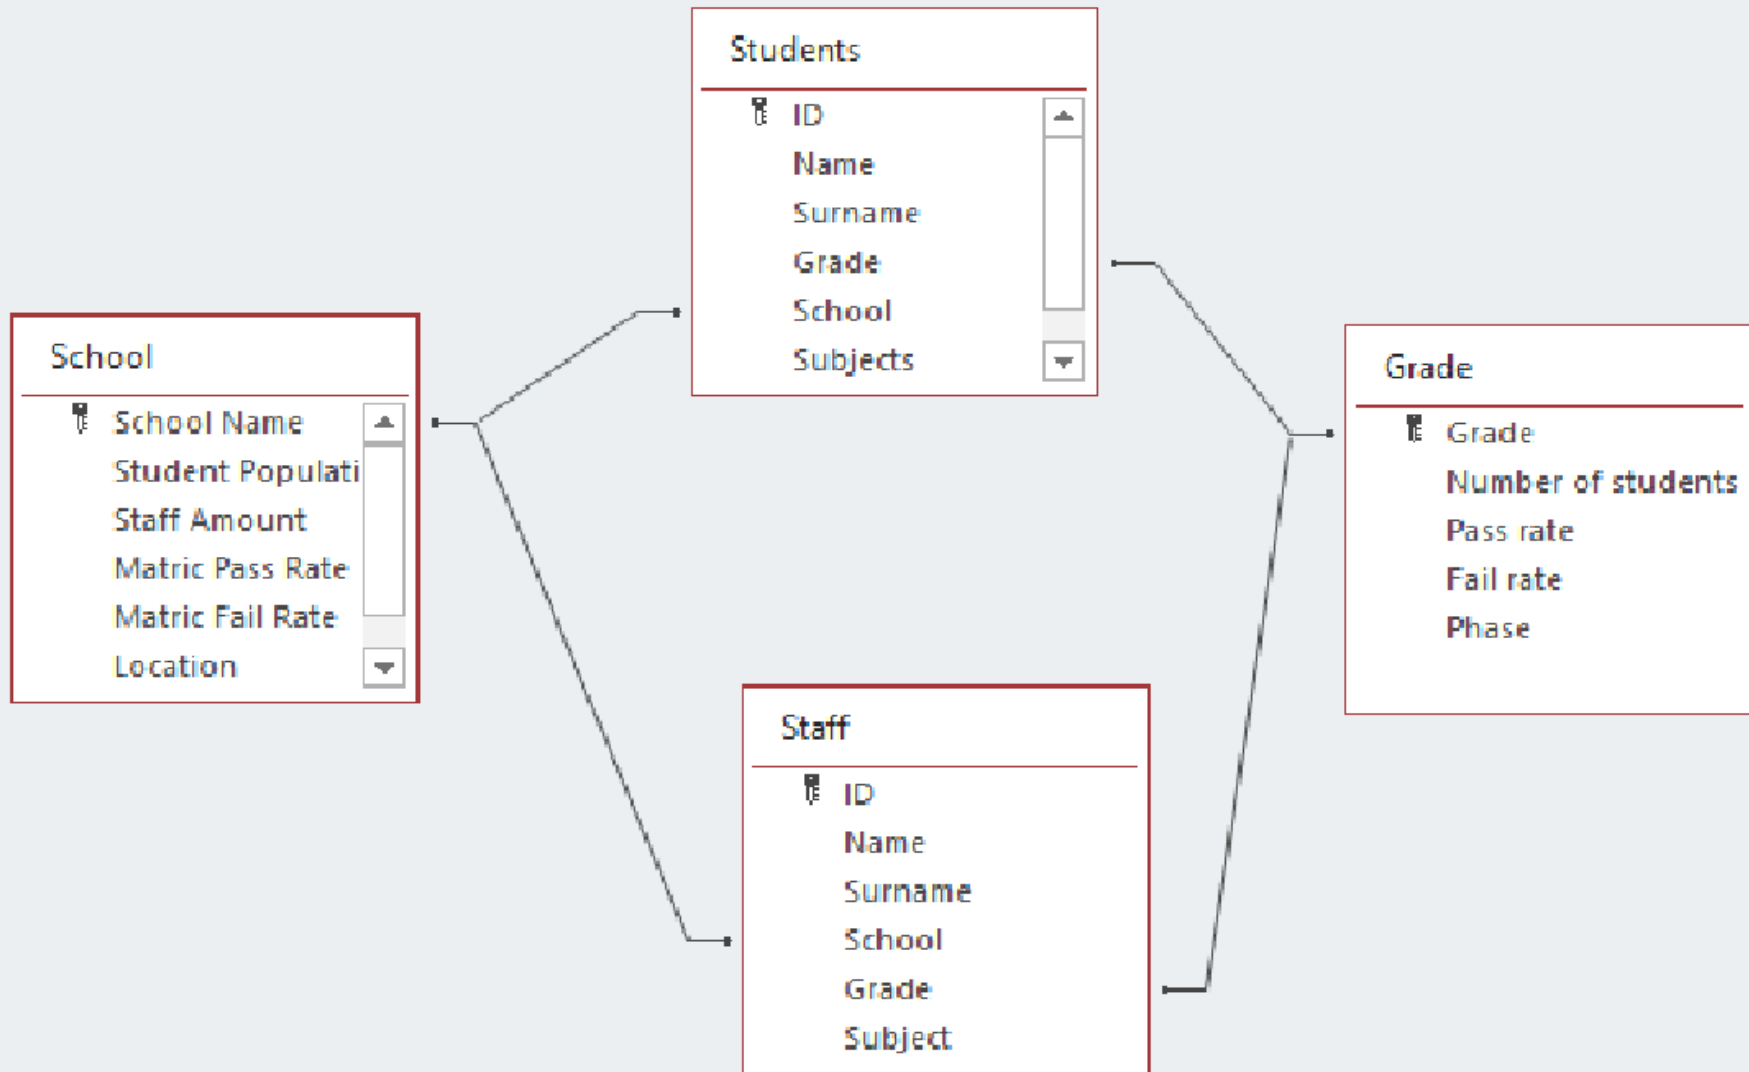 Students
ID
Name
Surname
Grade
School
Subjects
School
School Name
Student Populati
Staff Amount
Matric Pass Rate
Matric Fail Rate
Location
Grade
Grade
Number of students
Pass rate
Fail rate
Phase
Staff
ID
Name
Surname
School
Grade
Subject